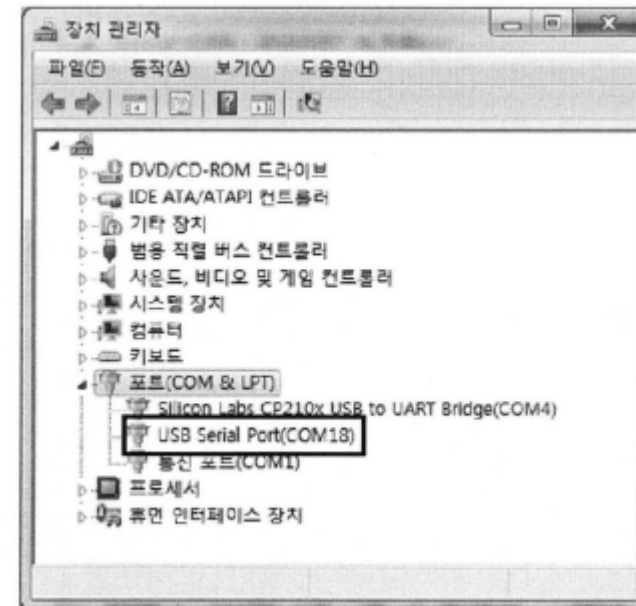 장치 관리자
파일(F) 동작(A) 보기(V) 도움말(H)
DVD/CD-ROM 드라이브
IDE ATA/ATAPI 컨트롤러
기타 장치
범용 직렬 버스 컨트롤러
사운드, 비디오 및 게임 컨트롤러
시스템 장치
컴퓨터
키보드
포트(COM & LPT)
Silicon Labs CP210x USB to UART Bridge(COM4)
USB Serial Port(COM18)
통신 포트(COM1)
프로세서
휴먼 인터페이스 장치